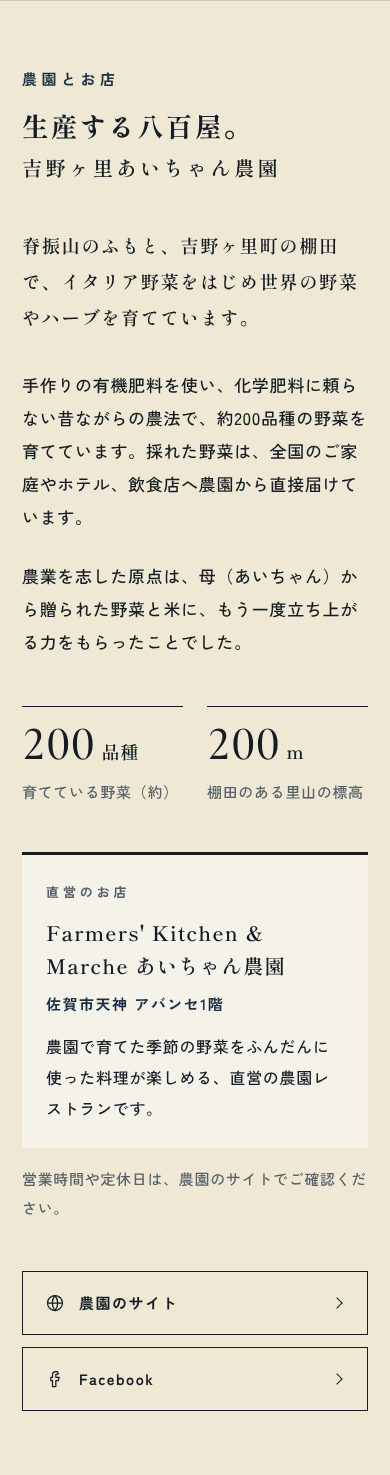 農園とお店
生産する八百屋。
吉野ヶ里あいちゃん農園
脊振山のふもと、吉野ヶ里町の棚田
で、イタリア野菜をはじめ世界の野菜
やハーブを育てています。
手作りの有機肥料を使い、化学肥料に頼ら
ない昔ながらの農法で、約200品種の野菜を
育てています。採れた野菜は、全国のご家
庭やホテル、飲食店へ農園から直接届けて
います。
農業を志した原点は、母（あいちゃん）か
ら贈られた野菜と米に、もう一度立ち上が
る力をもらったことでした。
200 品種
育てている野菜（約）
200 m
棚田のある里山の標高
直営のお店
Farmers' Kitchen &
Marche あいちゃん農園
佐賀市天神 アバンセ1階
農園で育てた季節の野菜をふんだんに
使った料理が楽しめる、直営の農園レ
ストランです。
営業時間や定休日は、農園のサイトでご確認くだ
さい。
農園のサイト
Facebook